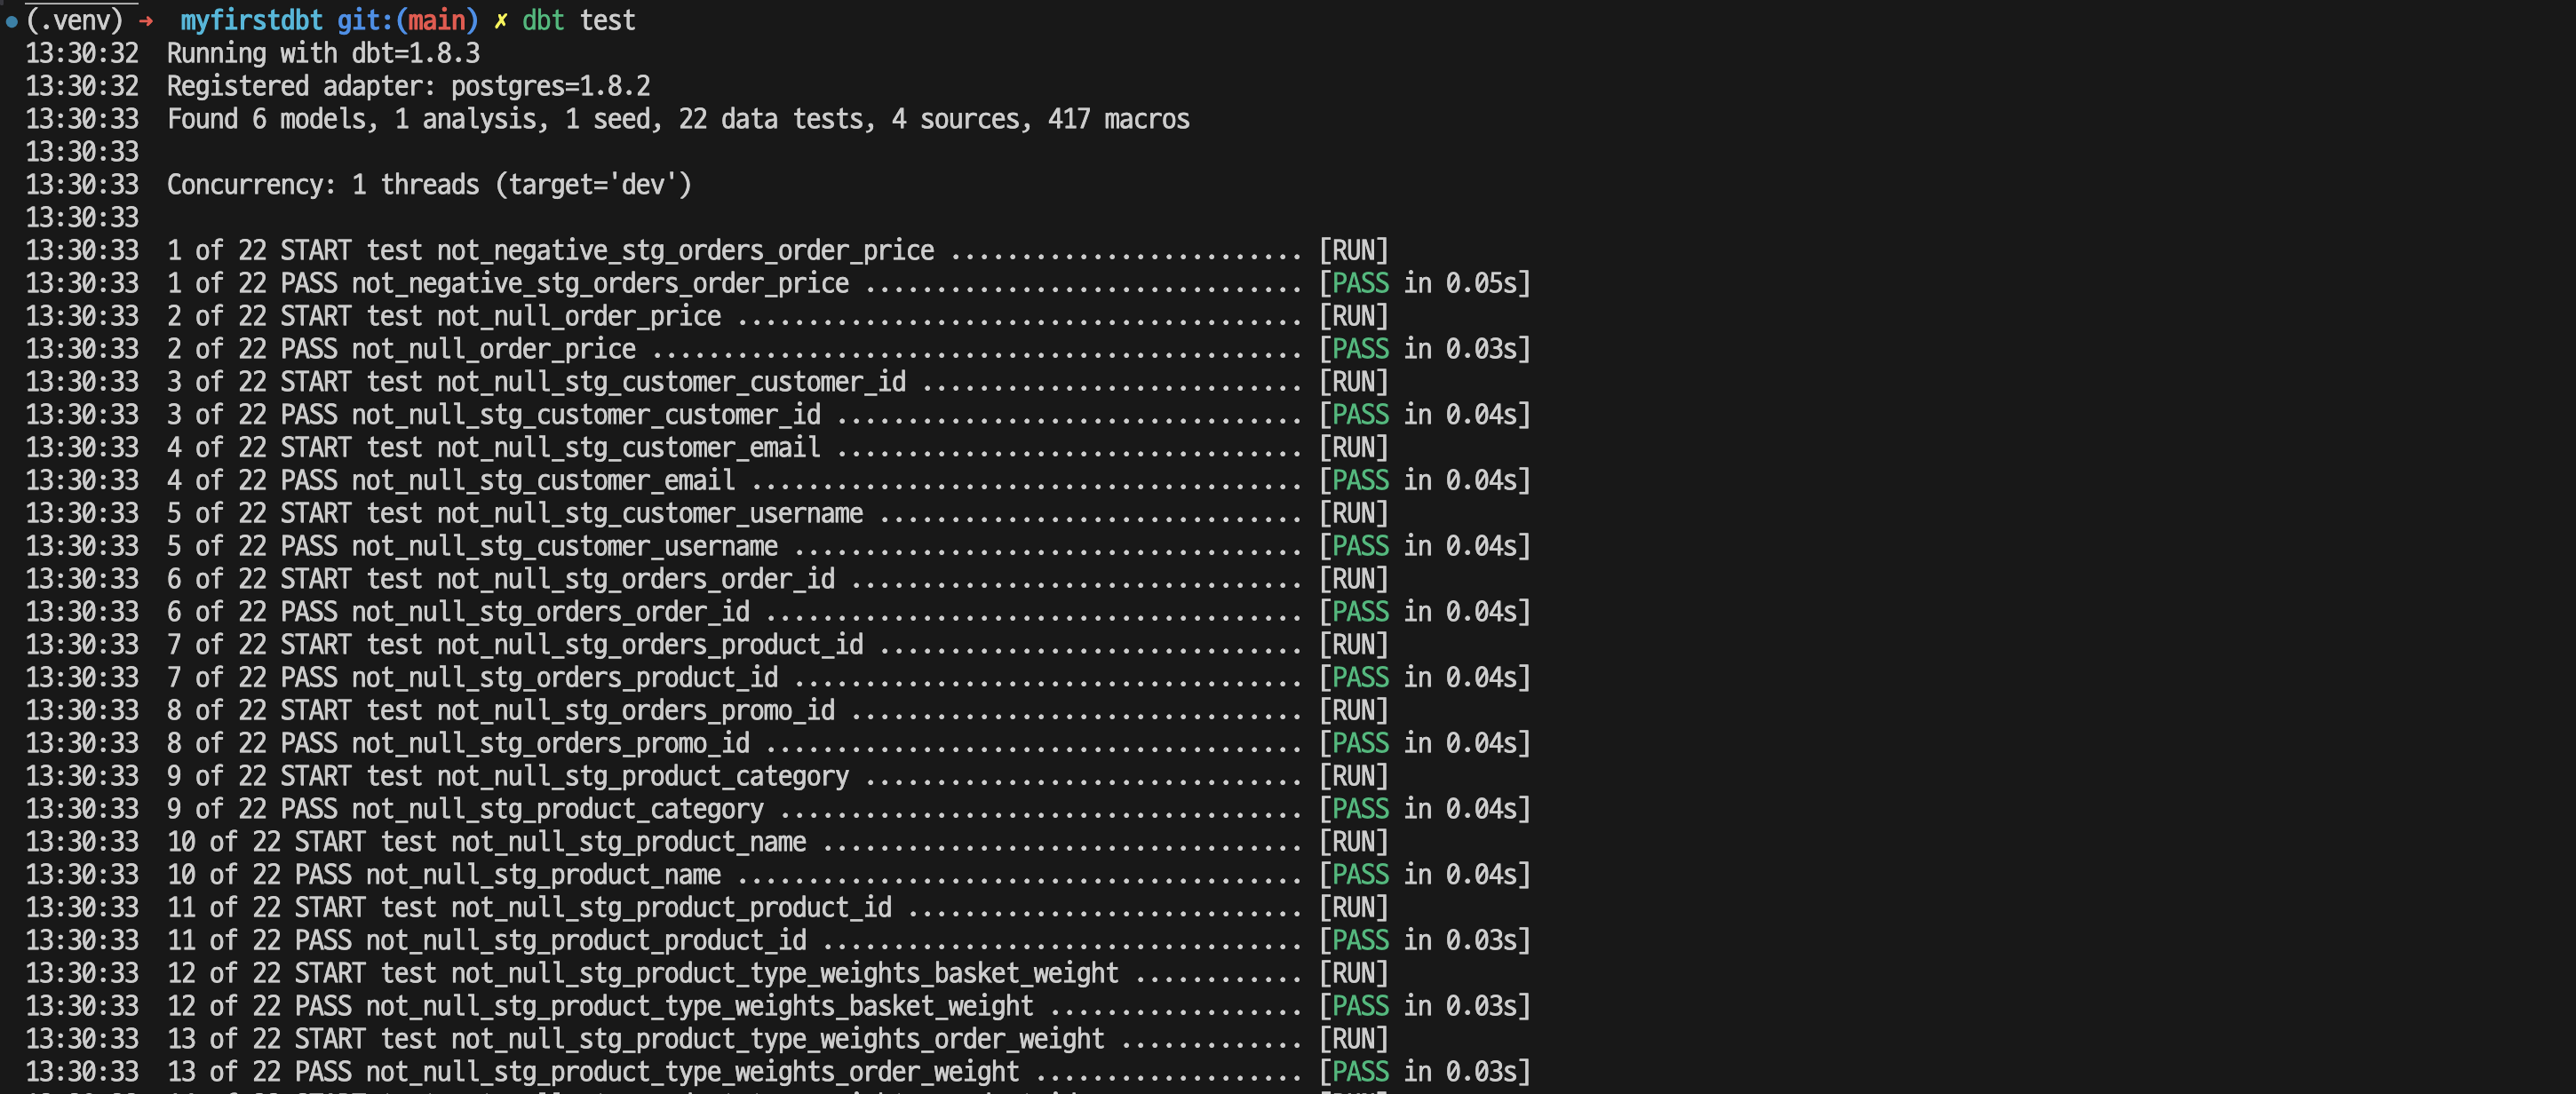 (.venv) → myfirstdbt git:(main) ✗ dbt test
13:30:32  Running with dbt=1.8.3
13:30:32  Registered adapter: postgres=1.8.2
13:30:33  Found 6 models, 1 analysis, 1 seed, 22 data tests, 4 sources, 417 macros
13:30:33
13:30:33  Concurrency: 1 threads (target='dev')
13:30:33
13:30:33  1 of 22 START test not_negative_stg_orders_order_price ......................... [RUN]
13:30:33  1 of 22 PASS not_negative_stg_orders_order_price ............................... [PASS in 0.05s]
13:30:33  2 of 22 START test not_null_order_price ........................................ [RUN]
13:30:33  2 of 22 PASS not_null_order_price .............................................. [PASS in 0.03s]
13:30:33  3 of 22 START test not_null_stg_customer_customer_id ........................... [RUN]
13:30:33  3 of 22 PASS not_null_stg_customer_customer_id ................................. [PASS in 0.04s]
13:30:33  4 of 22 START test not_null_stg_customer_email ................................. [RUN]
13:30:33  4 of 22 PASS not_null_stg_customer_email ....................................... [PASS in 0.04s]
13:30:33  5 of 22 START test not_null_stg_customer_username .............................. [RUN]
13:30:33  5 of 22 PASS not_null_stg_customer_username .................................... [PASS in 0.04s]
13:30:33  6 of 22 START test not_null_stg_orders_order_id ................................ [RUN]
13:30:33  6 of 22 PASS not_null_stg_orders_order_id ...................................... [PASS in 0.04s]
13:30:33  7 of 22 START test not_null_stg_orders_product_id .............................. [RUN]
13:30:33  7 of 22 PASS not_null_stg_orders_product_id .................................... [PASS in 0.04s]
13:30:33  8 of 22 START test not_null_stg_orders_promo_id ................................ [RUN]
13:30:33  8 of 22 PASS not_null_stg_orders_promo_id ...................................... [PASS in 0.04s]
13:30:33  9 of 22 START test not_null_stg_product_category ............................... [RUN]
13:30:33  9 of 22 PASS not_null_stg_product_category ..................................... [PASS in 0.04s]
13:30:33  10 of 22 START test not_null_stg_product_name .................................. [RUN]
13:30:33  10 of 22 PASS not_null_stg_product_name ........................................ [PASS in 0.04s]
13:30:33  11 of 22 START test not_null_stg_product_product_id ............................ [RUN]
13:30:33  11 of 22 PASS not_null_stg_product_product_id .................................. [PASS in 0.03s]
13:30:33  12 of 22 START test not_null_stg_product_type_weights_basket_weight ............ [RUN]
13:30:33  12 of 22 PASS not_null_stg_product_type_weights_basket_weight .................. [PASS in 0.03s]
13:30:33  13 of 22 START test not_null_stg_product_type_weights_order_weight ............. [RUN]
13:30:33  13 of 22 PASS not_null_stg_product_type_weights_order_weight ................... [PASS in 0.03s]